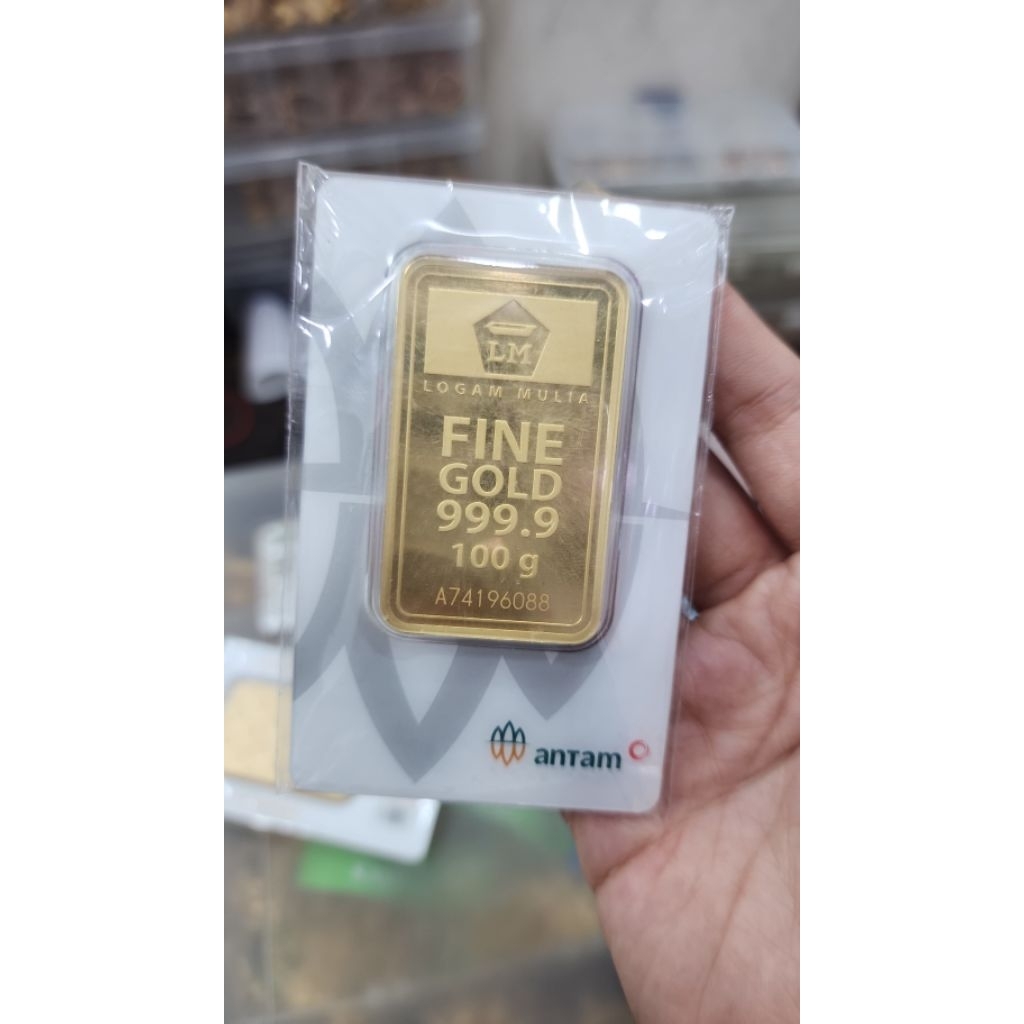 LM
LOGAM MULIA
FINE
GOLD
999.9
100 g
A74196088
antam